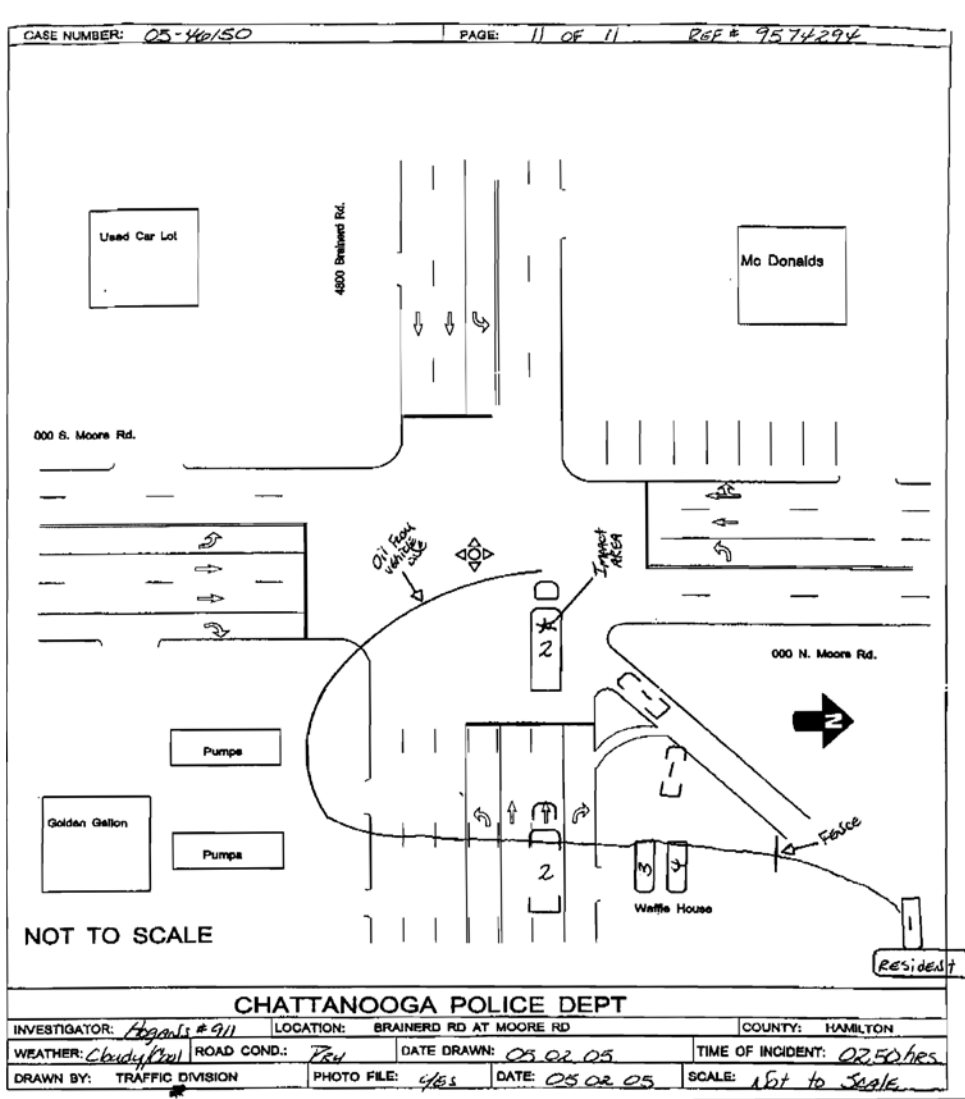 CASE NUMBER: 05-46150 PAGE: 11 OF 11 REF # 9574294
Used Car Lot
4800 Brainerd Rd.
Mc Donalds
000 S. Moore Rd.
Oil From
vehicle
one
IMPACT
AREA
2
000 N. Moore Rd.
N
Pumps
Golden Gallon
Pumps
FENCE
2
3
4
Waffle House
1
NOT TO SCALE
RESIDENT
CHATTANOOGA POLICE DEPT
INVESTIGATOR: Hogans # 911 LOCATION: BRAINERD RD AT MOORE RD COUNTY: HAMILTON
WEATHER: Cloudy/Cool ROAD COND.: Dry DATE DRAWN: 05 02 05 TIME OF INCIDENT: 0250 hrs
DRAWN BY: TRAFFIC DIVISION PHOTO FILE: yes DATE: 05 02 05 SCALE: Not to Scale